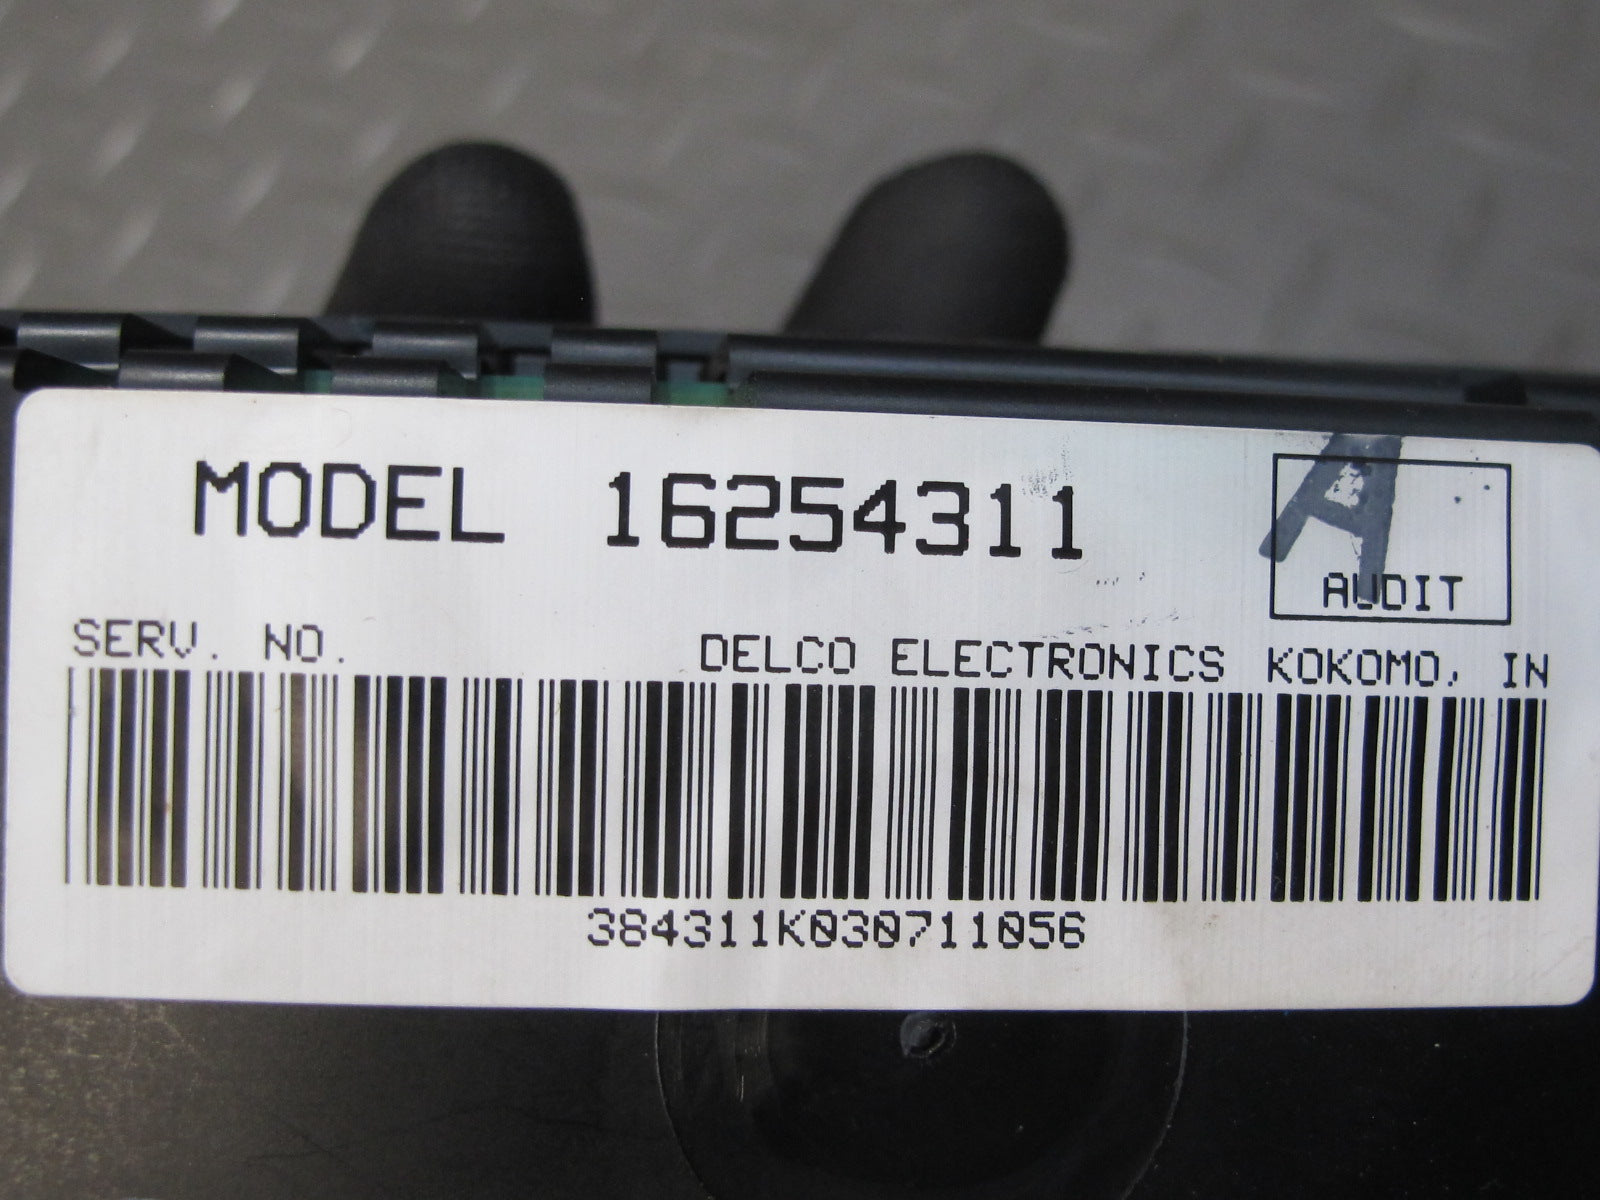 MODEL 16254311
A
AUDIT
SERV. NO.
DELCO ELECTRONICS KOKOMO, IN
384311K030711056